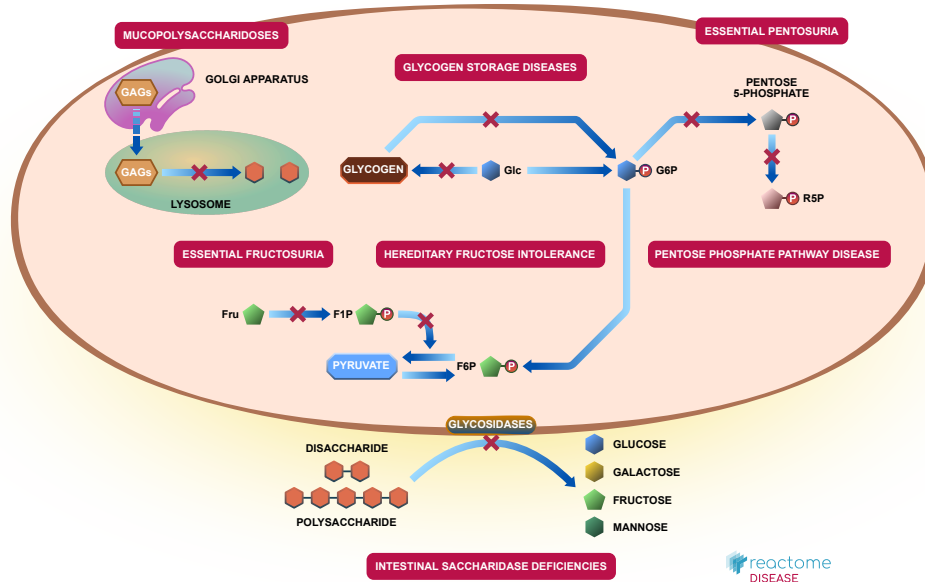 MUCOPOLYSACCHARIDOSES
ESSENTIAL PENTOSURIA
GOLGI APPARATUS
GLYCOGEN STORAGE DISEASES
PENTOSE
5-PHOSPHATE
GAGs
P
GAGs
GLYCOGEN
Glc
P
G6P
LYSOSOME
P
R5P
ESSENTIAL FRUCTOSURIA
HEREDITARY FRUCTOSE INTOLERANCE
PENTOSE PHOSPHATE PATHWAY DISEASE
Fru
F1P
P
PYRUVATE
F6P
P
GLYCOSIDASES
DISACCHARIDE
POLYSACCHARIDE
GLUCOSE
GALACTOSE
FRUCTOSE
MANNOSE
INTESTINAL SACCHARIDASE DEFICIENCIES
reactome
DISEASE